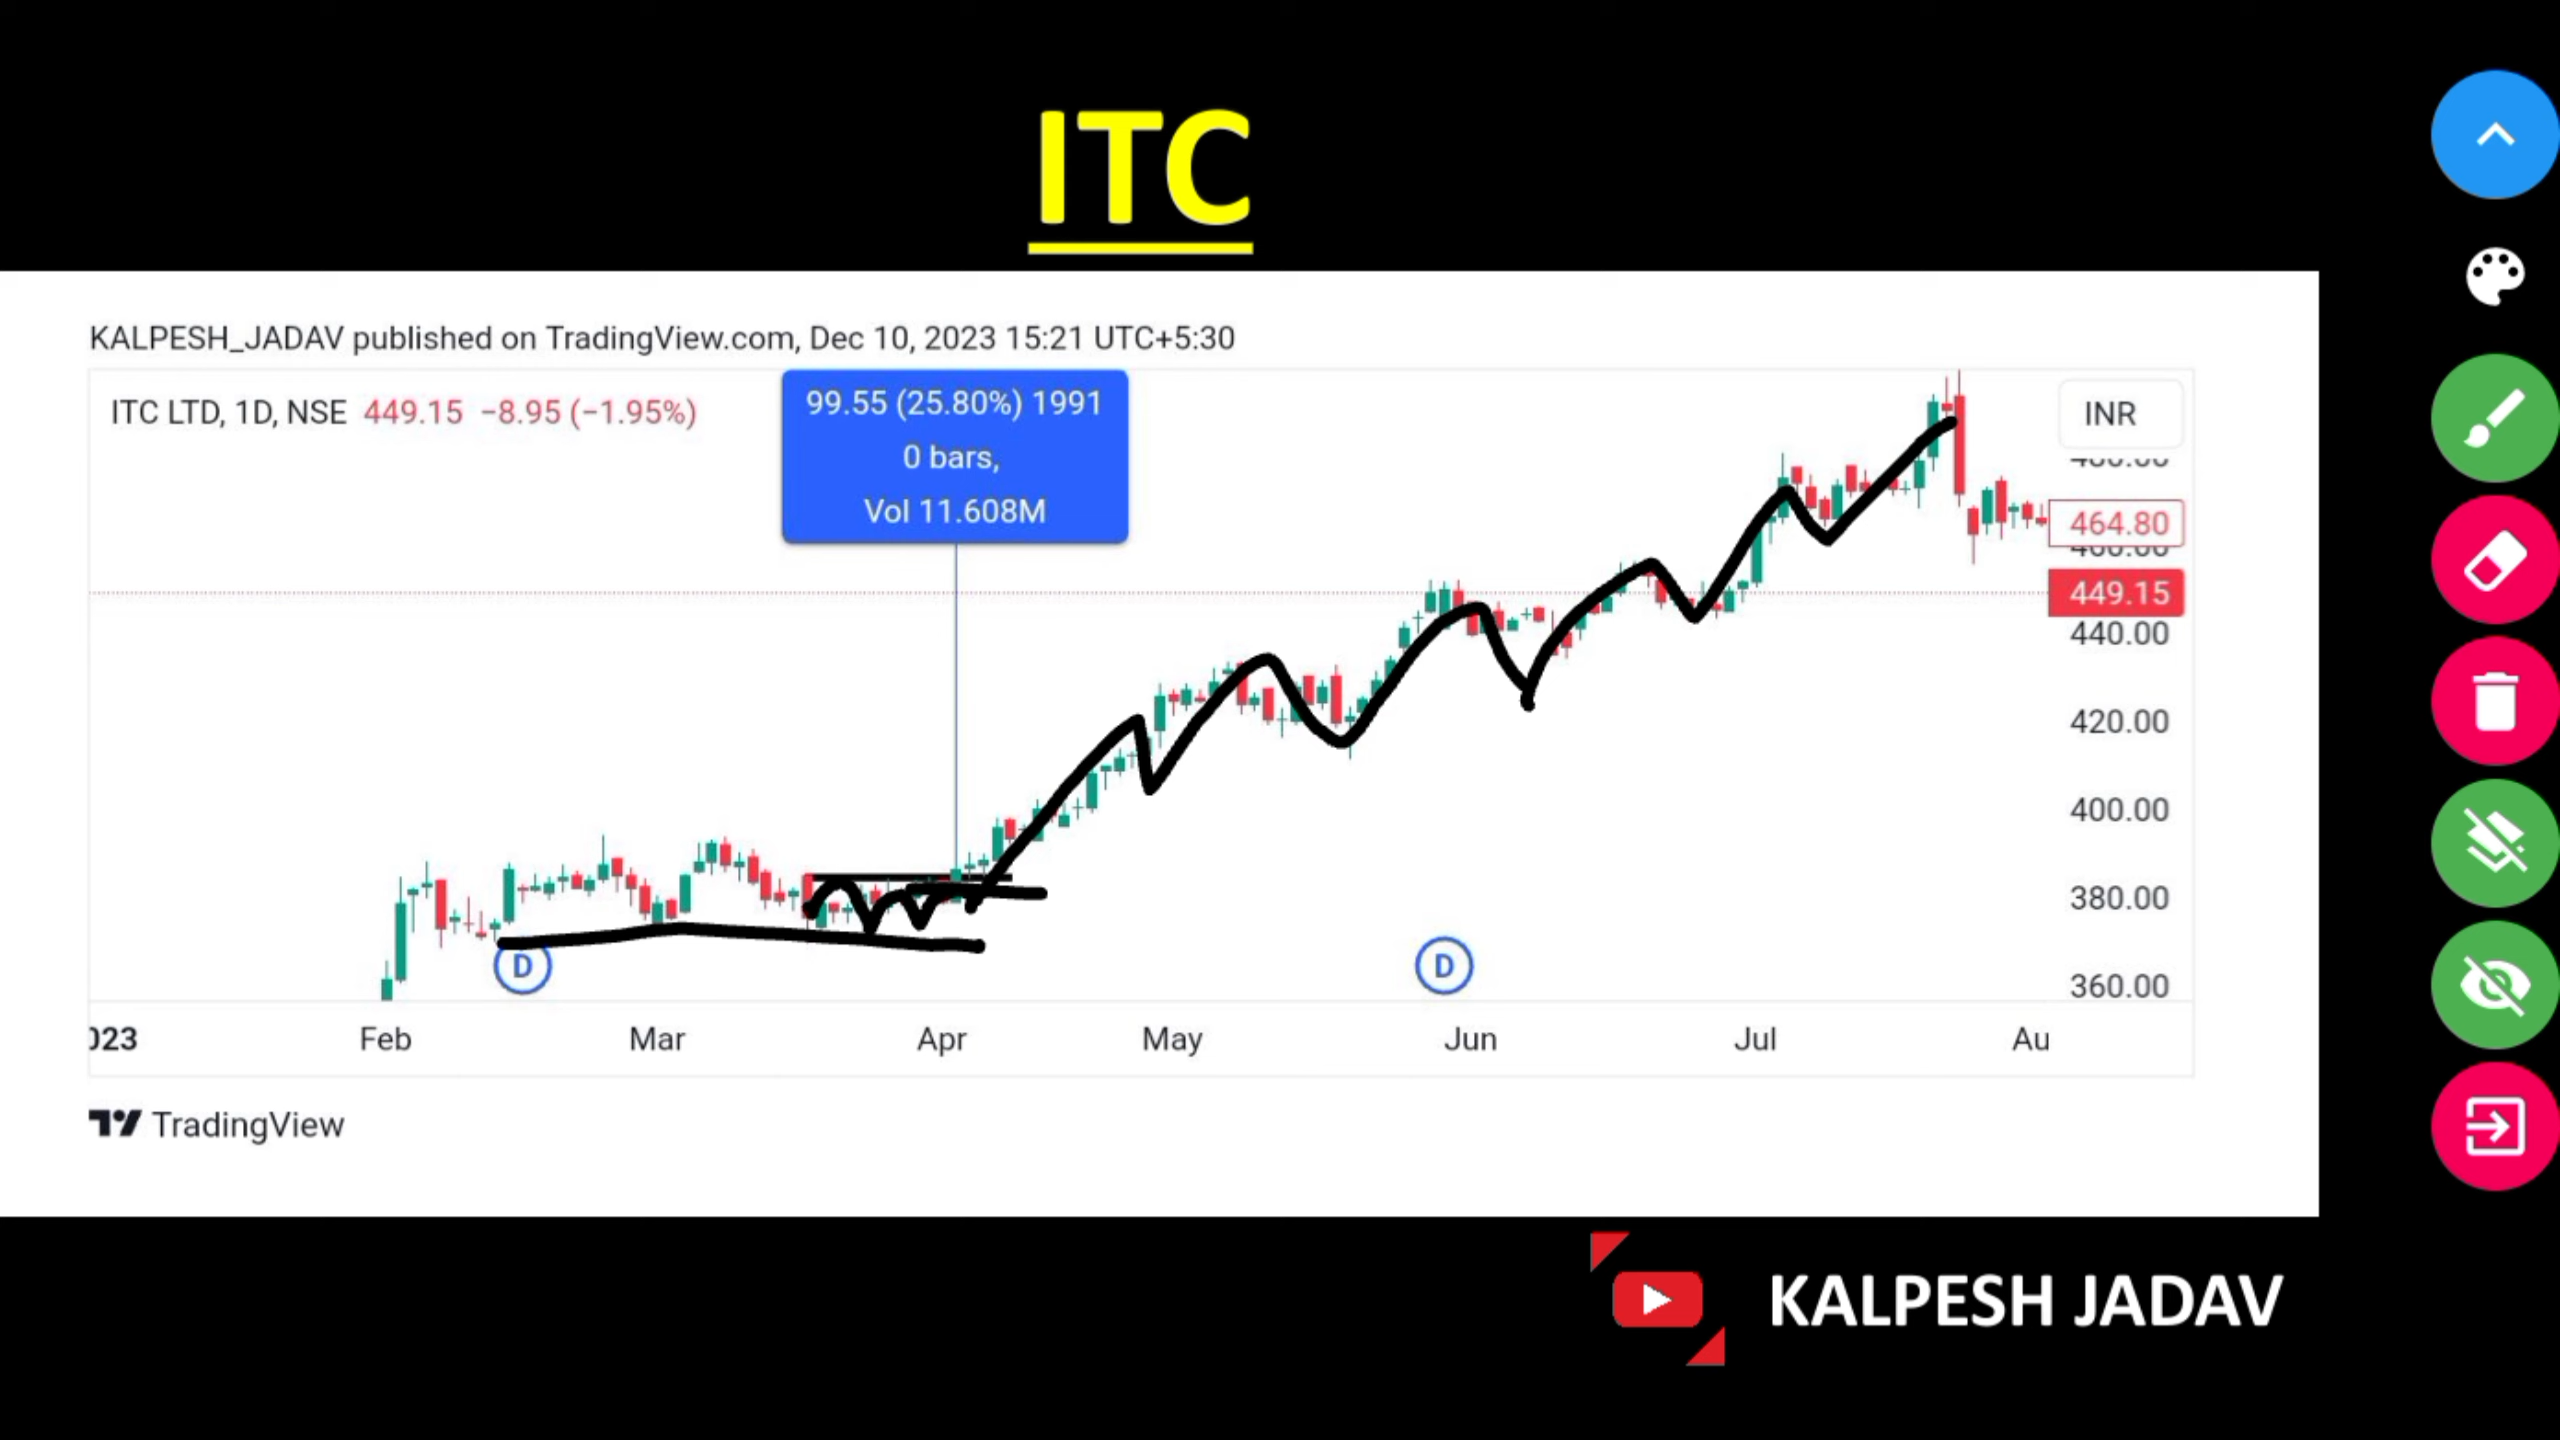 ITC
KALPESH_JADAV published on TradingView.com, Dec 10, 2023 15:21 UTC+5:30
ITC LTD, 1D, NSE 449.15 −8.95 (−1.95%)
99.55 (25.80%) 1991
0 bars,
Vol 11.608M
INR
464.80
449.15
440.00
420.00
400.00
380.00
360.00
D D
023 Feb Mar Apr May Jun Jul Au
TradingView
KALPESH JADAV